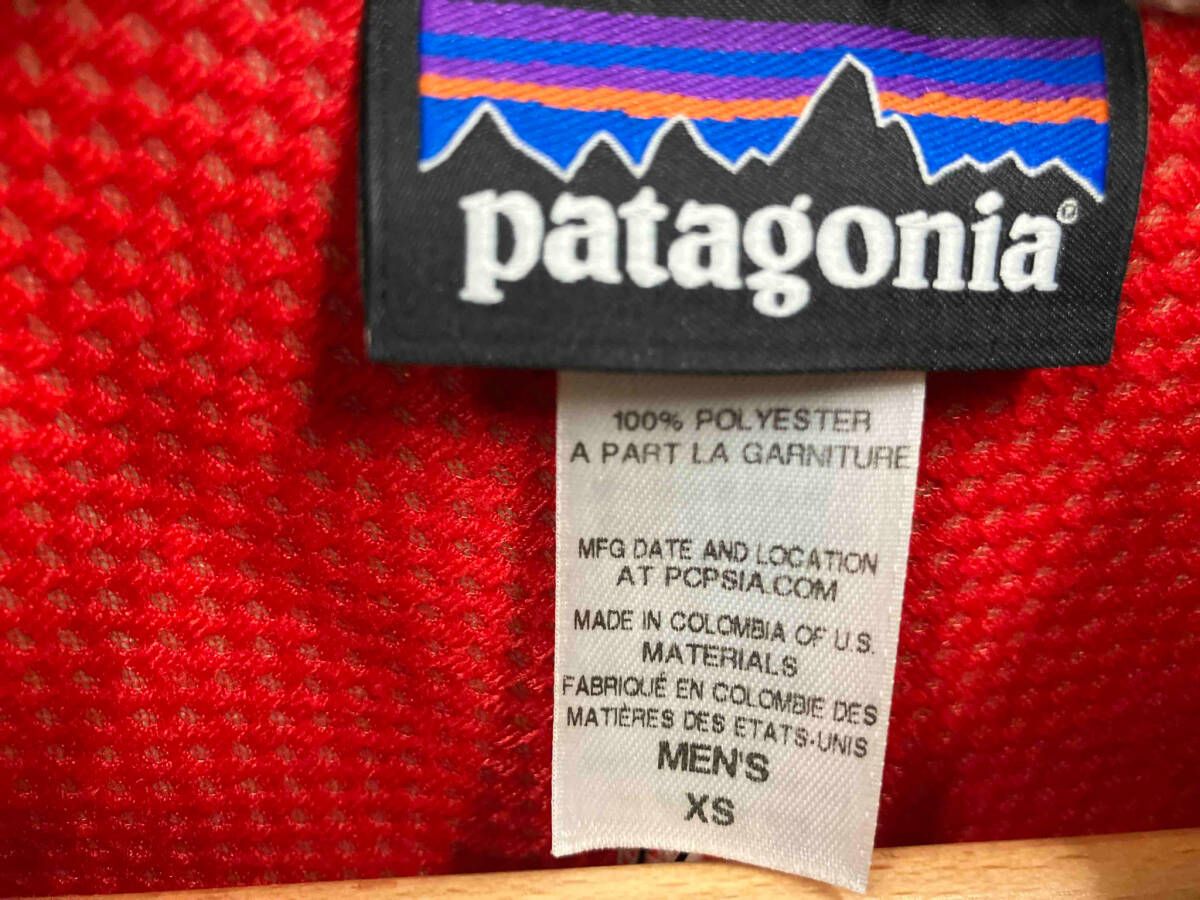 patagonia®
100% POLYESTER
A PART LA GARNITURE
MFG DATE AND LOCATION
AT PCPSIA.COM
MADE IN COLOMBIA OF U.S.
MATERIALS
FABRIQUÉ EN COLOMBIE DES
MATIÈRES DES ETATS-UNIS
MEN'S
XS